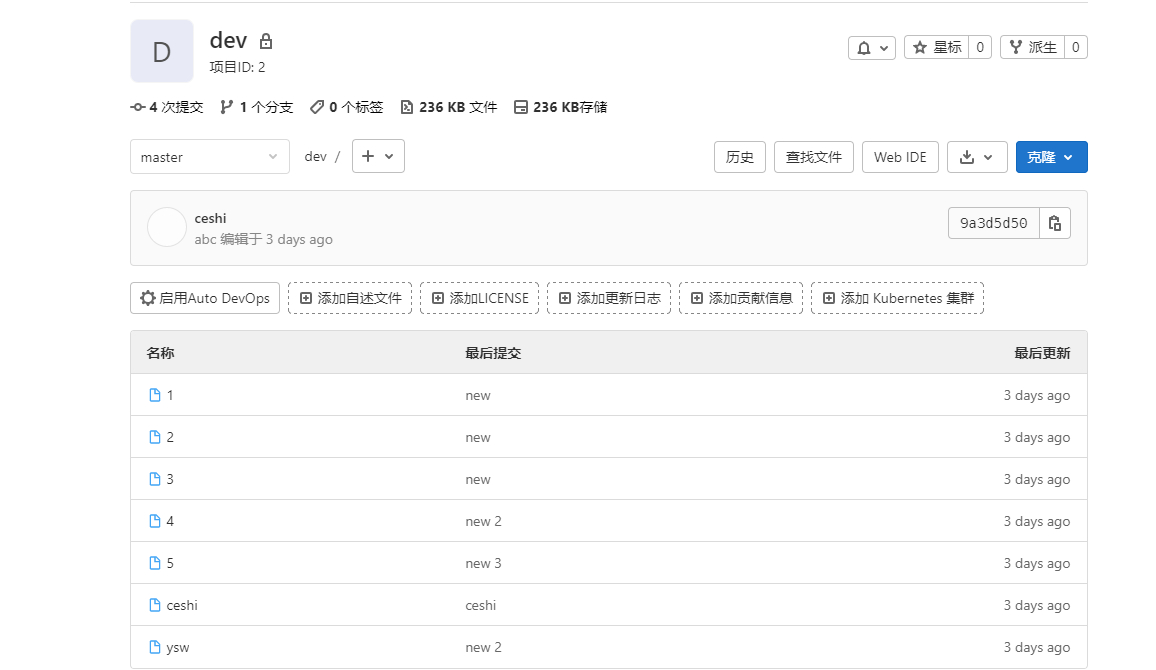 D
dev
项目ID: 2
星标 0 派生 0
4 次提交 1 个分支 0 个标签 236 KB 文件 236 KB存储
master dev / 历史 查找文件 Web IDE 克隆
ceshi
abc 编辑于 3 days ago
9a3d5d50
启用Auto DevOps 添加自述文件 添加LICENSE 添加更新日志 添加贡献信息 添加 Kubernetes 集群
名称 最后提交 最后更新
1 new 3 days ago
2 new 3 days ago
3 new 3 days ago
4 new 2 3 days ago
5 new 3 3 days ago
ceshi ceshi 3 days ago
ysw new 2 3 days ago